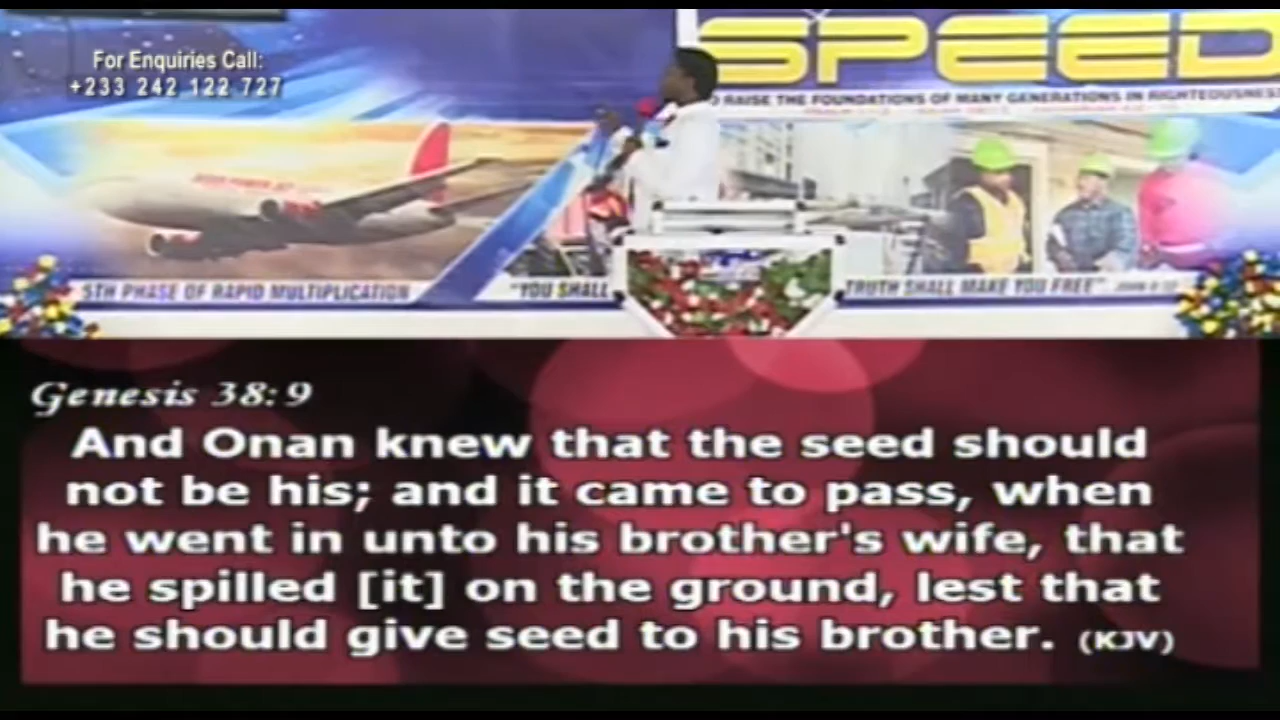 For Enquiries Call:
+233 242 122 727
SPEED
O RAISE THE FOUNDATIONS OF MANY GENERATIONS IN RIGHTEOUSNESS
5TH PHASE OF RAPID MULTIPLICATION
"YOU SHALL
TRUTH SHALL MAKE YOU FREE"
Genesis 38:9
And Onan knew that the seed should
not be his; and it came to pass, when
he went in unto his brother's wife, that
he spilled [it] on the ground, lest that
he should give seed to his brother. (KJV)